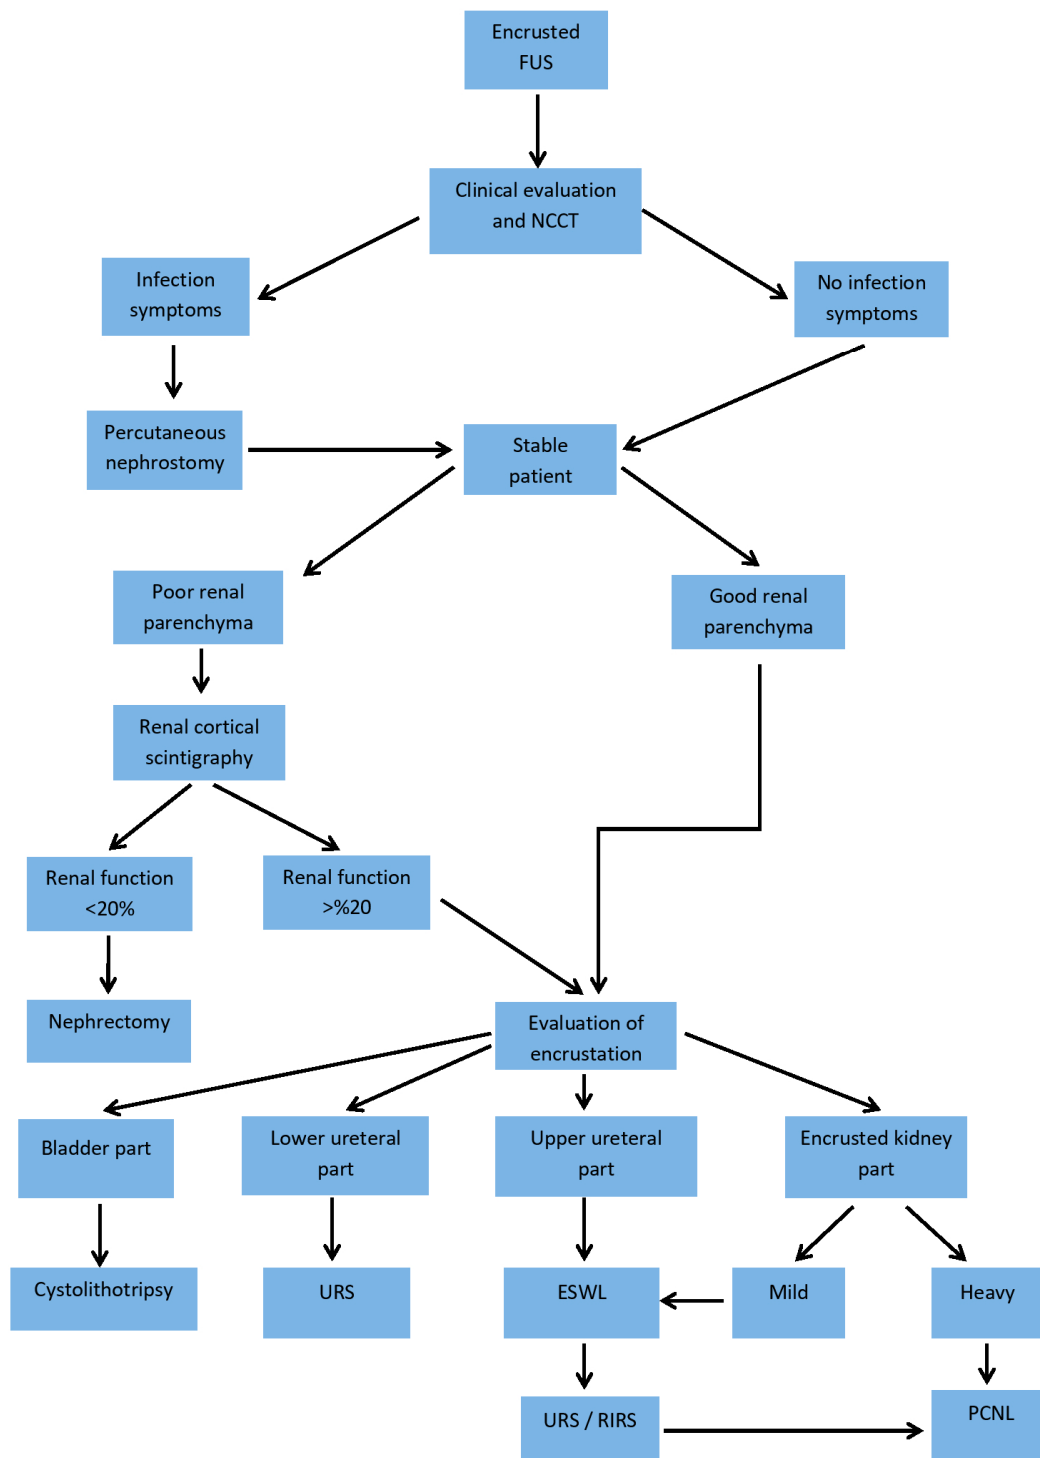 Encrusted
FUS
Clinical evaluation
and NCCT
Infection
symptoms
No infection
symptoms
Percutaneous
nephrostomy
Stable
patient
Poor renal
parenchyma
Good renal
parenchyma
Renal cortical
scintigraphy
Renal function
<20%
Renal function
>%20
Nephrectomy
Evaluation of
encrustation
Bladder part
Lower ureteral
part
Upper ureteral
part
Encrusted kidney
part
Cystolithotripsy
URS
ESWL
Mild
Heavy
URS / RIRS
PCNL